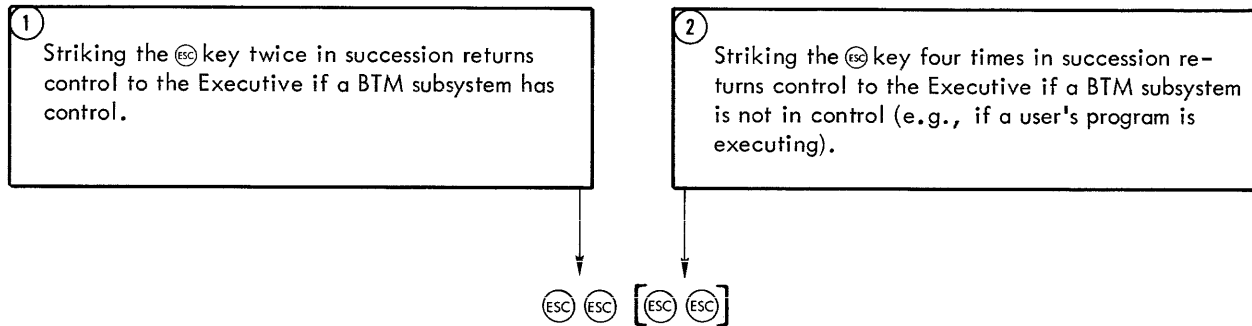 1
Striking the ESC key twice in succession returns
control to the Executive if a BTM subsystem has
control.
2
Striking the ESC key four times in succession re-
turns control to the Executive if a BTM subsystem
is not in control (e.g., if a user's program is
executing).
ESC ESC [ESC ESC]